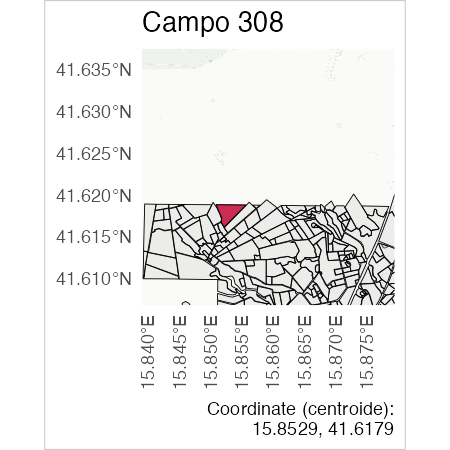 Campo 308
41.635°N
41.630°N
41.625°N
41.620°N
41.615°N
41.610°N
15.840°E
15.845°E
15.850°E
15.855°E
15.860°E
15.865°E
15.870°E
15.875°E
Coordinate (centroide):
15.8529, 41.6179